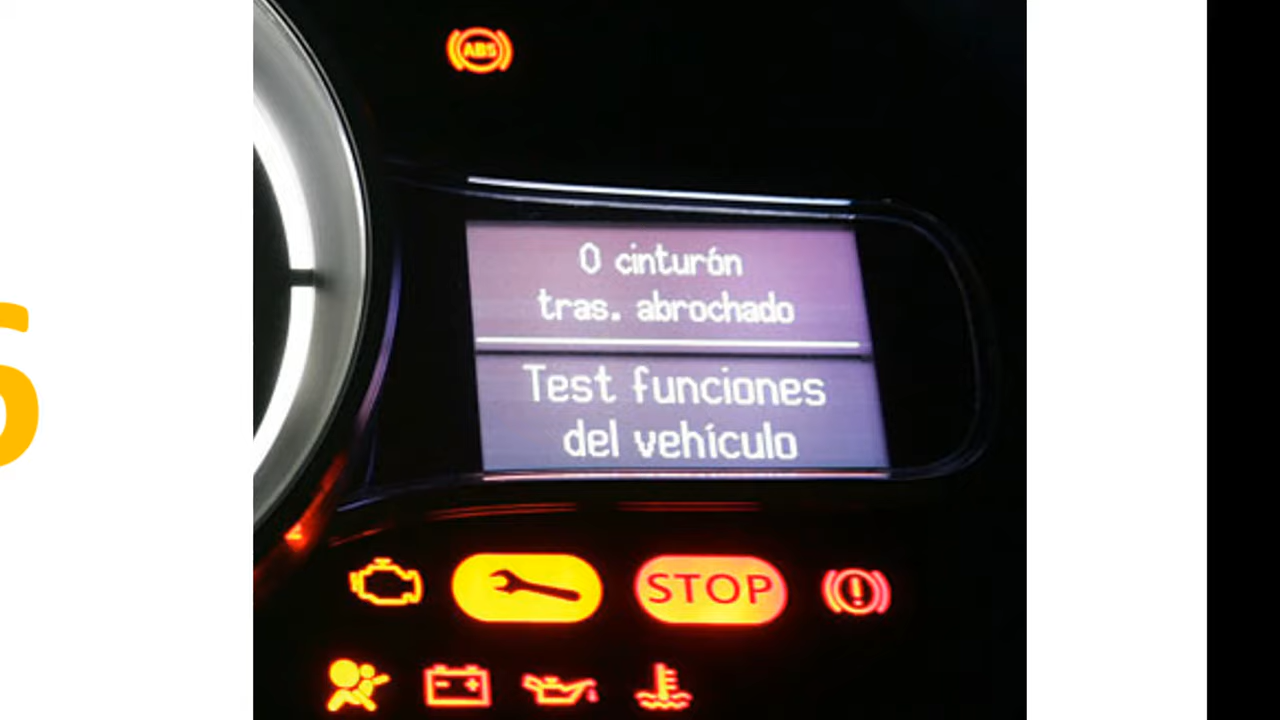 ABS
0 cinturón
tras. abrochado
Test funciones
del vehículo
STOP